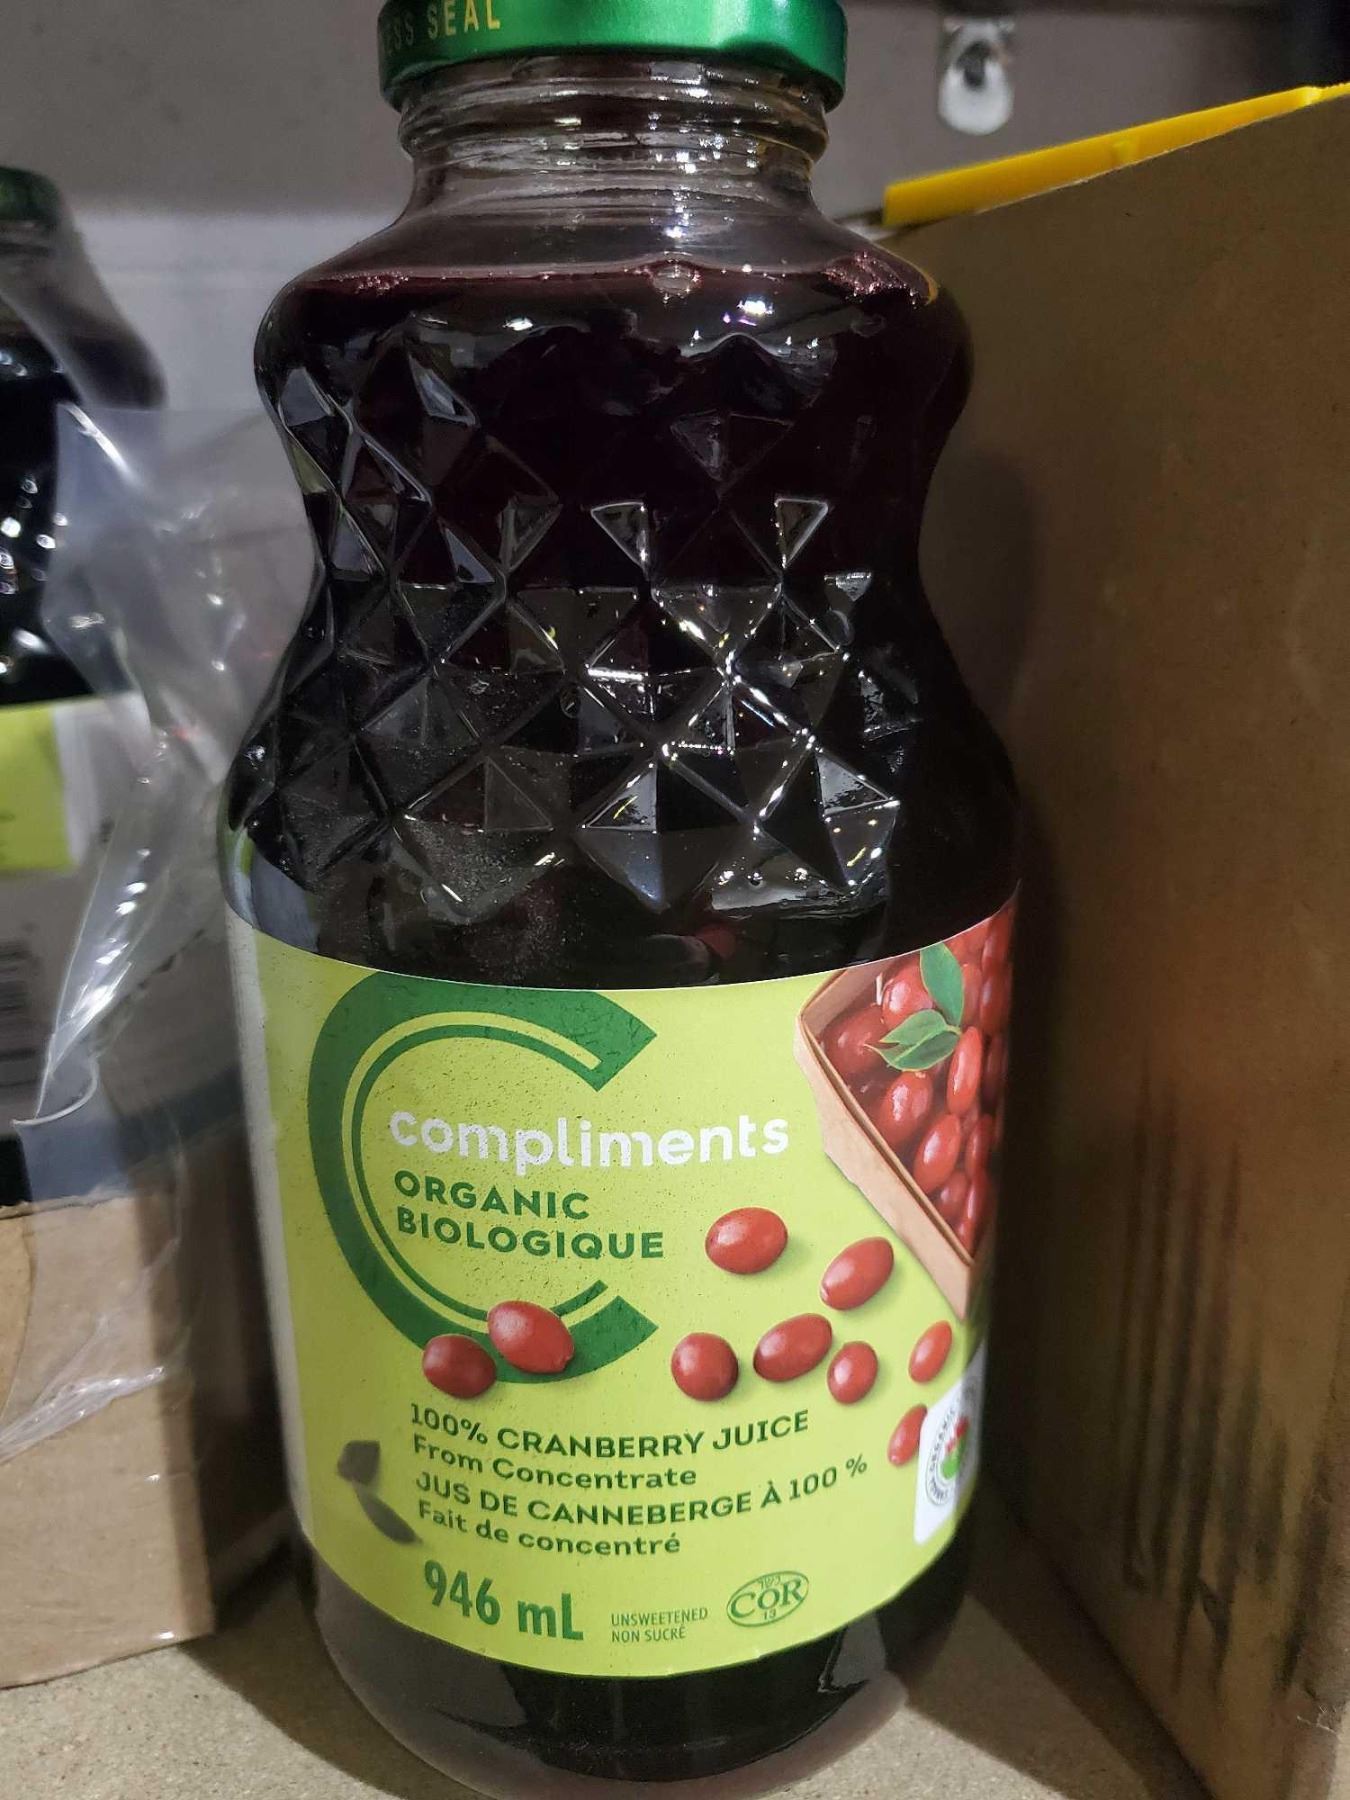 SEAL
compliments
ORGANIC
BIOLOGIQUE
100% CRANBERRY JUICE
From Concentrate
JUS DE CANNEBERGE À 100 %
Fait de concentré
946 mL
UNSWEETENED
NON SUCRÉ
COR
13